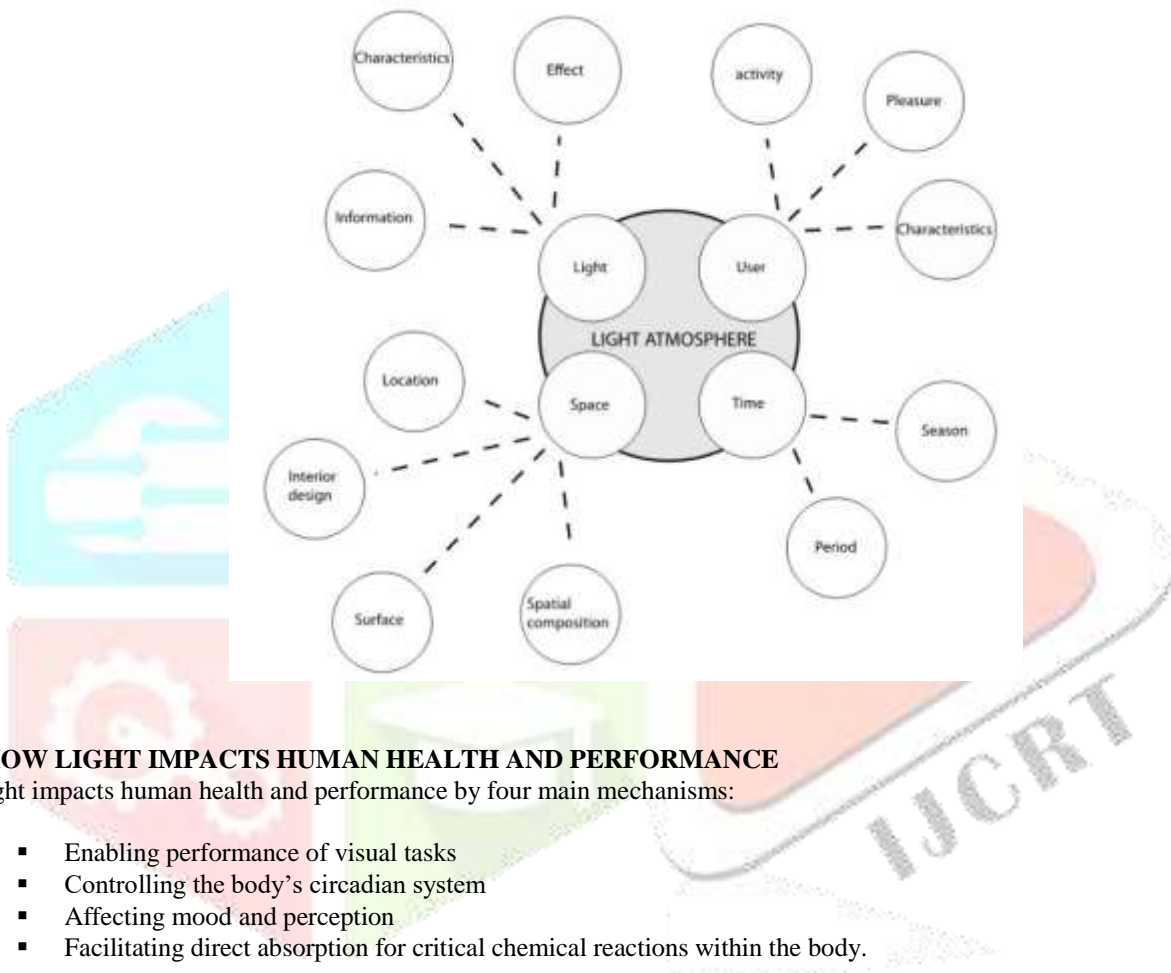 Characteristics
Effect
activity
Pleasure
Information
Characteristics
Light
User
LIGHT ATMOSPHERE
Location
Space
Time
Season
Interior
design
Period
Surface
Spatial
composition
OW LIGHT IMPACTS HUMAN HEALTH AND PERFORMANCE
ght impacts human health and performance by four main mechanisms:
▪ Enabling performance of visual tasks
▪ Controlling the body’s circadian system
▪ Affecting mood and perception
▪ Facilitating direct absorption for critical chemical reactions within the body.
IJCRT